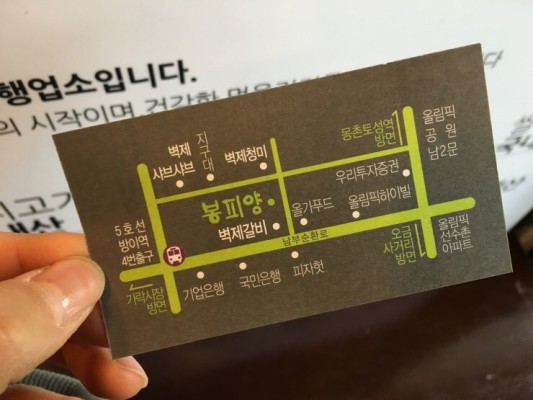 행업소입니다.
의 시작이며 건강한
몽촌토성역
방면
올림픽
공원
남2문
벽제
샤브샤브
지구대
벽제청미
우리투자증권
봉피양
벽제갈비
올가푸드
올림픽하이빌
5호선
방이역
4번출구
남부순환로
오금
사거리
방면
올림픽
선수촌
아파트
가락시장
방면
기업은행
국민은행
피자헛